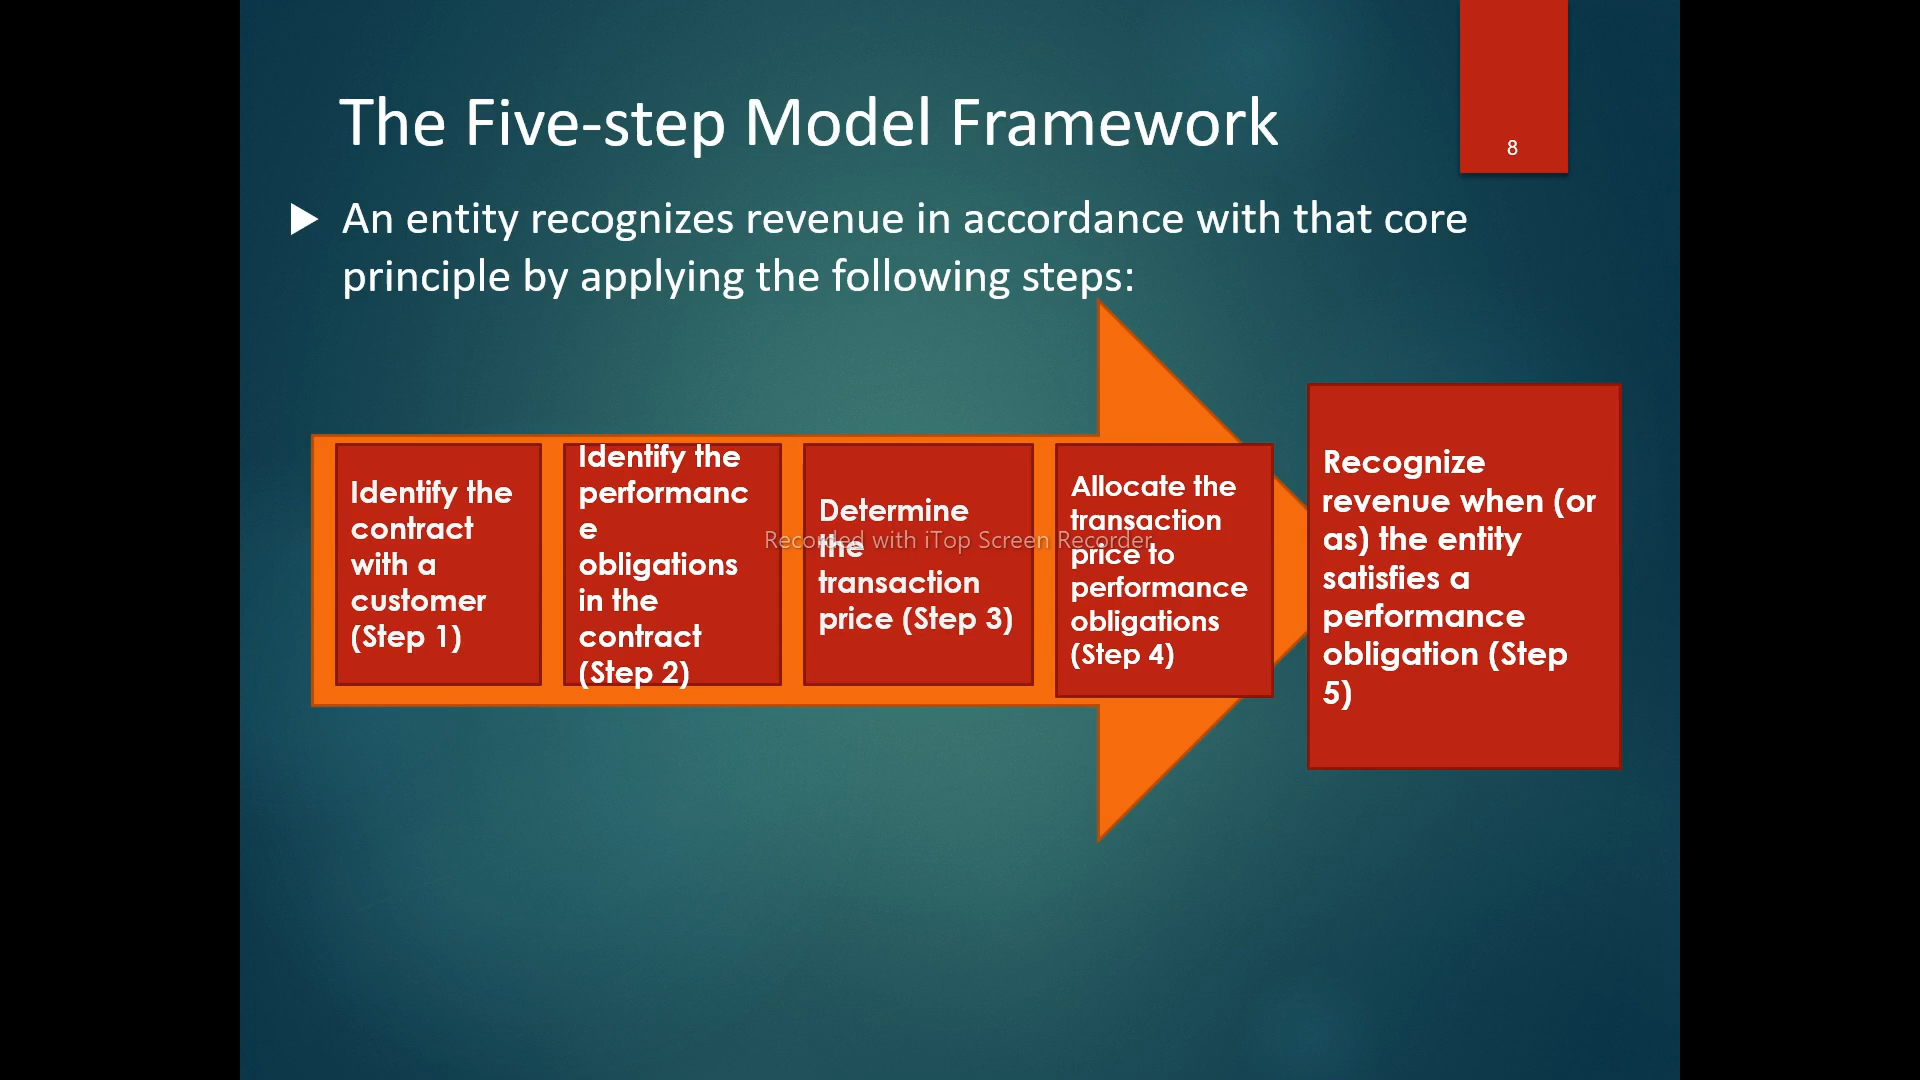 The Five-step Model Framework
8
An entity recognizes revenue in accordance with that core
principle by applying the following steps:
Identify the
contract
with a
customer
(Step 1)
Identify the
performanc
e
obligations
in the
contract
(Step 2)
Determine
the
transaction
price (Step 3)
Allocate the
transaction
price to
performance
obligations
(Step 4)
Recognize
revenue when (or
as) the entity
satisfies a
performance
obligation (Step
5)
Recorded with iTop Screen Recorder